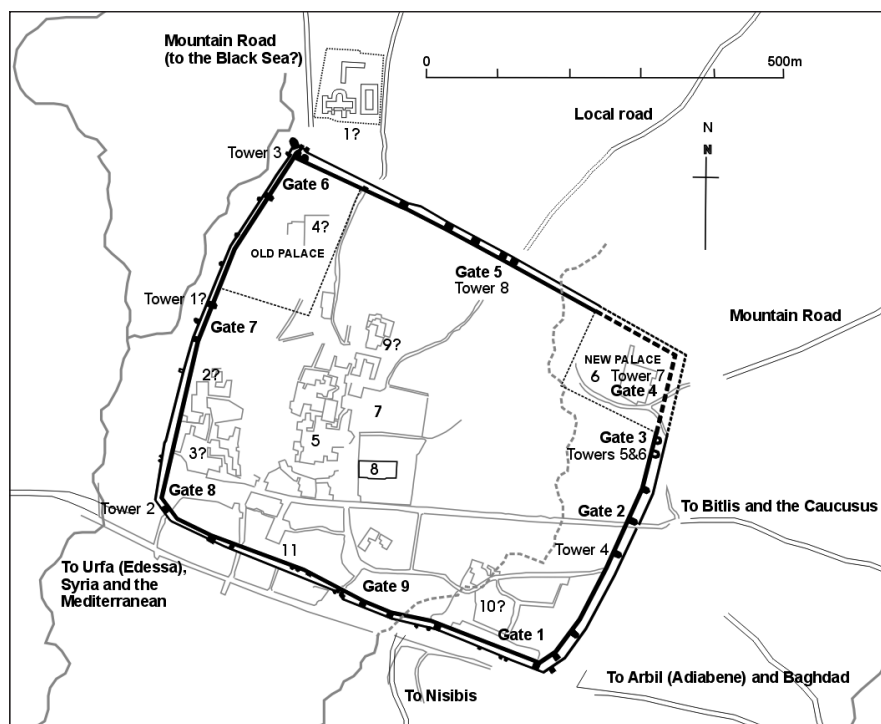 Mountain Road
(to the Black Sea?)
0
500m
Local road
1?
N
N
Tower 3
Gate 6
4?
OLD PALACE
Gate 5
Tower 8
Tower 1?
Gate 7
Mountain Road
9?
NEW PALACE
6
Tower 7
Gate 4
2?
7
5
Gate 3
Towers 5&6
3?
8
Gate 8
Tower 2
Gate 2
To Bitlis and the Caucusus
11
Tower 4
To Urfa (Edessa),
Syria and the
Mediterranean
Gate 9
10?
Gate 1
To Arbil (Adiabene) and Baghdad
To Nisibis